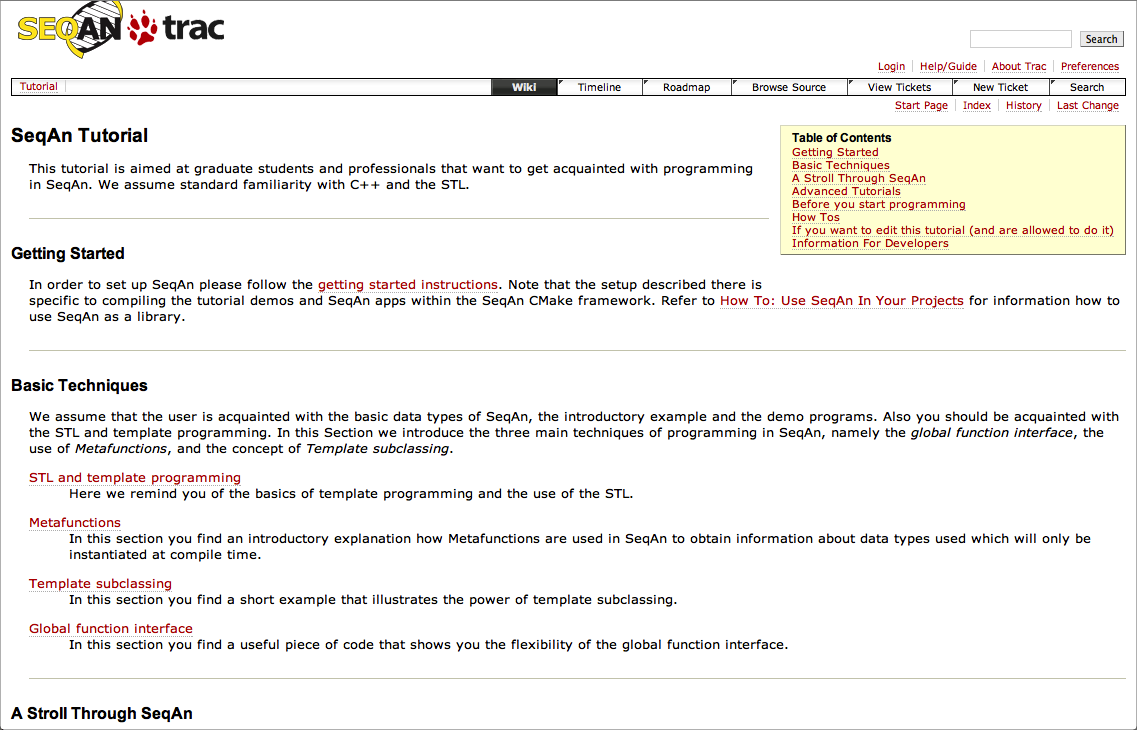 SEQAN trac
Search
Login Help/Guide About Trac Preferences
Tutorial Wiki Timeline Roadmap Browse Source View Tickets New Ticket Search
Start Page Index History Last Change
SeqAn Tutorial
This tutorial is aimed at graduate students and professionals that want to get acquainted with programming
in SeqAn. We assume standard familiarity with C++ and the STL.
Table of Contents
Getting Started
Basic Techniques
A Stroll Through SeqAn
Advanced Tutorials
Before you start programming
How Tos
If you want to edit this tutorial (and are allowed to do it)
Information For Developers
Getting Started
In order to set up SeqAn please follow the getting started instructions. Note that the setup described there is
specific to compiling the tutorial demos and SeqAn apps within the SeqAn CMake framework. Refer to How To: Use SeqAn In Your Projects for information how to
use SeqAn as a library.
Basic Techniques
We assume that the user is acquainted with the basic data types of SeqAn, the introductory example and the demo programs. Also you should be acquainted with
the STL and template programming. In this Section we introduce the three main techniques of programming in SeqAn, namely the global function interface, the
use of Metafunctions, and the concept of Template subclassing.
STL and template programming
Here we remind you of the basics of template programming and the use of the STL.
Metafunctions
In this section you find an introductory explanation how Metafunctions are used in SeqAn to obtain information about data types used which will only be
instantiated at compile time.
Template subclassing
In this section you find a short example that illustrates the power of template subclassing.
Global function interface
In this section you find a useful piece of code that shows you the flexibility of the global function interface.
A Stroll Through SeqAn